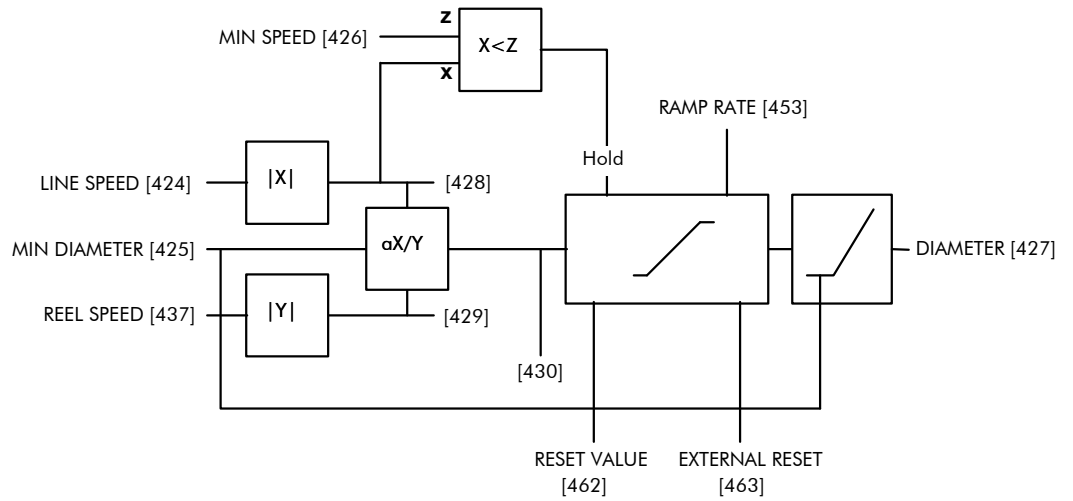 z
MIN SPEED [426]
X<Z
x
RAMP RATE [453]
Hold
LINE SPEED [424]
|X|
[428]
MIN DIAMETER [425]
aX/Y
DIAMETER [427]
REEL SPEED [437]
|Y|
[429]
[430]
RESET VALUE
[462]
EXTERNAL RESET
[463]